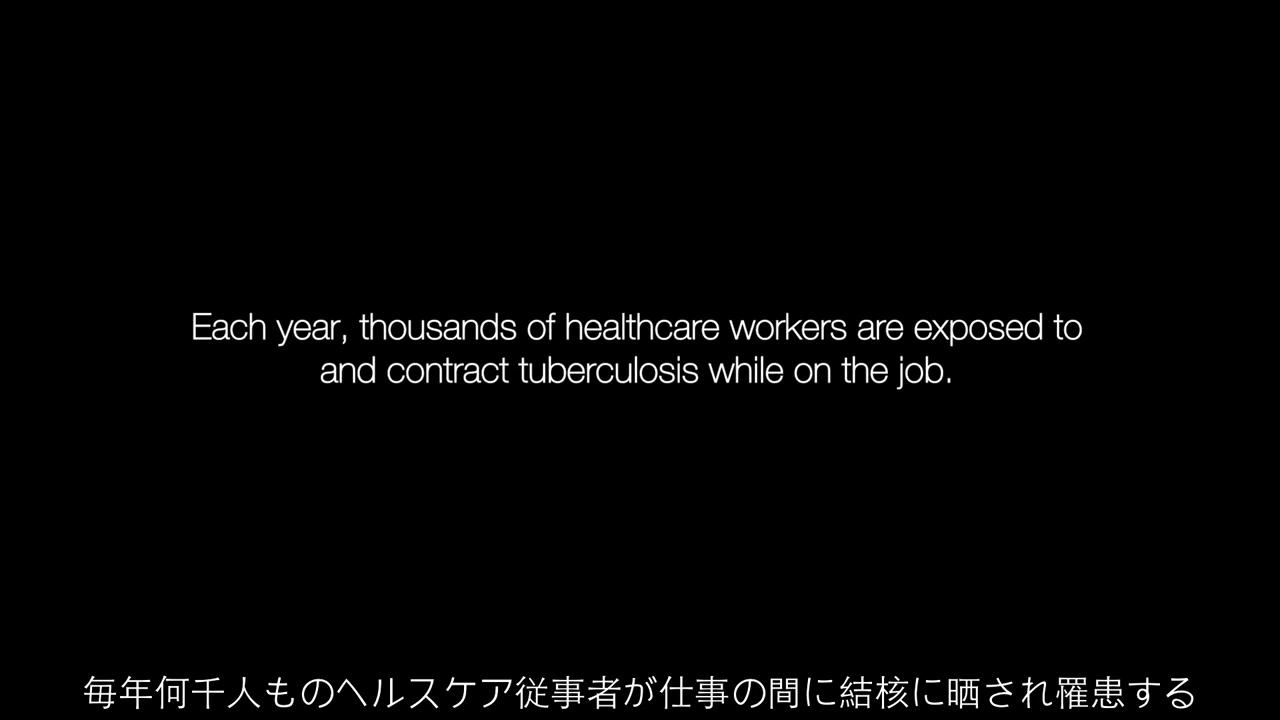 Each year, thousands of healthcare workers are exposed to
and contract tuberculosis while on the job.
毎年何千人ものヘルスケア従事者が仕事の間に結核に晒され罹患する